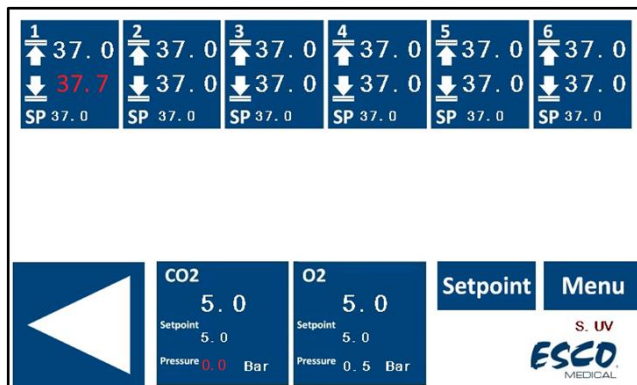 1 2 3 4 5 6
37.0 37.0 37.0 37.0 37.0 37.0
37.7 37.0 37.0 37.0 37.0 37.0
SP 37.0 SP 37.0 SP 37.0 SP 37.0 SP 37.0 SP 37.0
CO2 O2
5.0 5.0
Setpoint Setpoint
5.0 5.0
Pressure 0.0 Bar Pressure 0.5 Bar
Setpoint Menu
S. UV
ESCO
MEDICAL